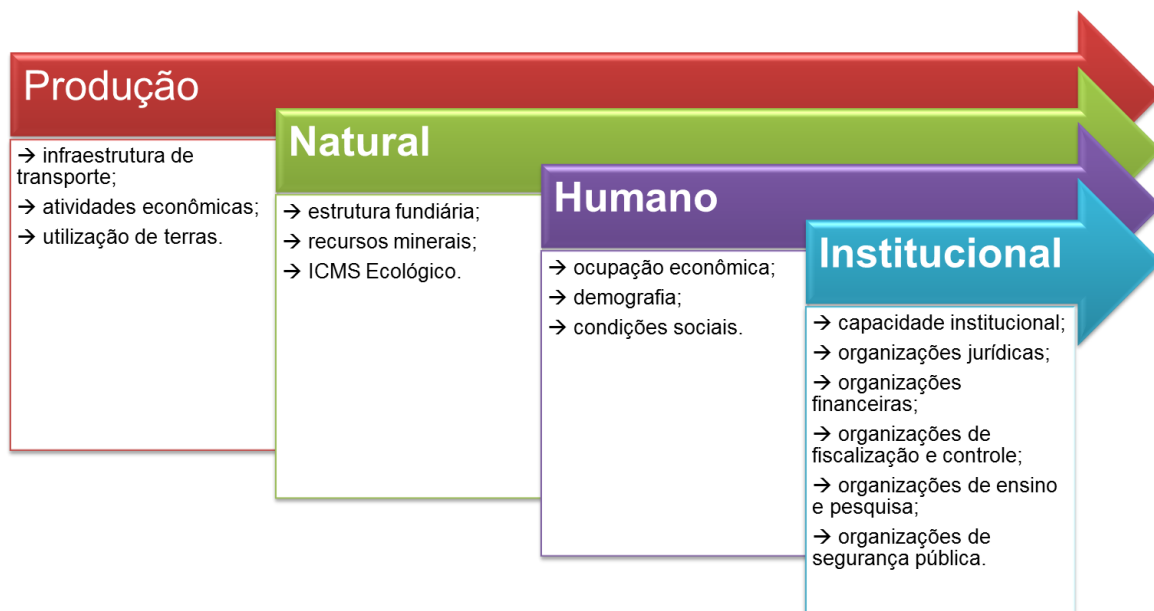 Produção
→ infraestrutura de
transporte;
→ atividades econômicas;
→ utilização de terras.
Natural
→ estrutura fundiária;
→ recursos minerais;
→ ICMS Ecológico.
Humano
→ ocupação econômica;
→ demografia;
→ condições sociais.
Institucional
→ capacidade institucional;
→ organizações jurídicas;
→ organizações
financeiras;
→ organizações de
fiscalização e controle;
→ organizações de ensino
e pesquisa;
→ organizações de
segurança pública.